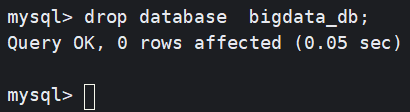 mysql> drop database  bigdata_db;
Query OK, 0 rows affected (0.05 sec)
mysql>